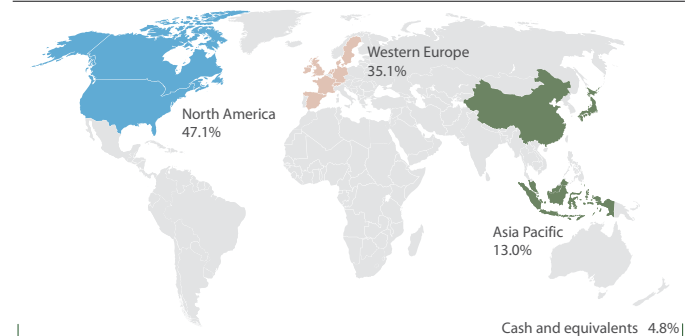 Western Europe
35.1%
North America
47.1%
Asia Pacific
13.0%
Cash and equivalents 4.8%